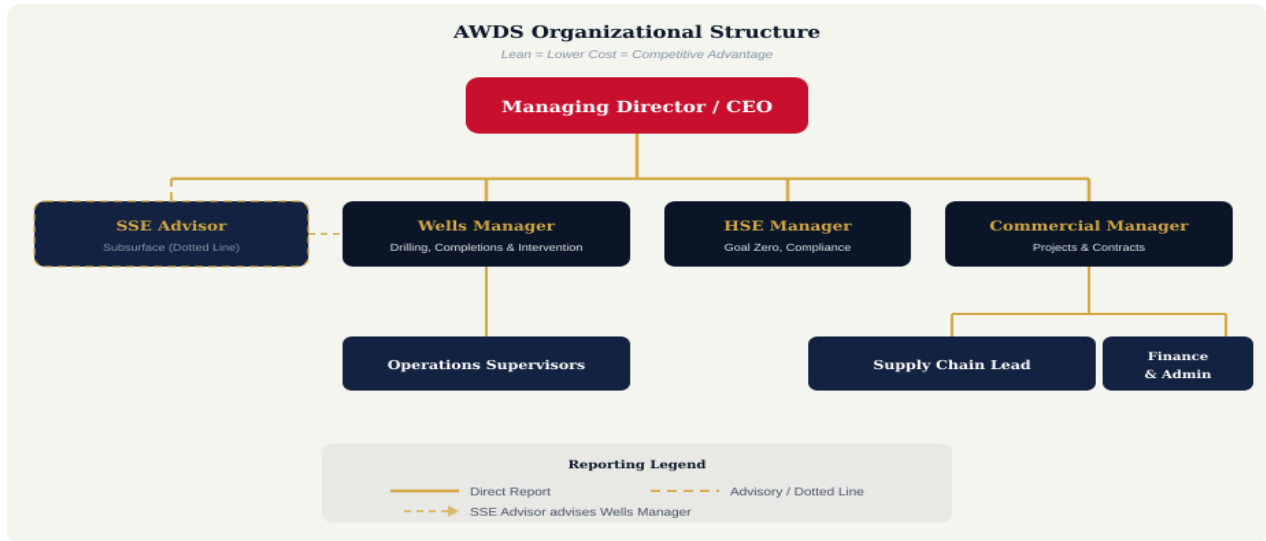 AWDS Organizational Structure
Lean = Lower Cost = Competitive Advantage
Managing Director / CEO
SSE Advisor
Subsurface (Dotted Line)
Wells Manager
Drilling, Completions & Intervention
HSE Manager
Goal Zero, Compliance
Commercial Manager
Projects & Contracts
Operations Supervisors
Supply Chain Lead
Finance
& Admin
Reporting Legend
Direct Report
Advisory / Dotted Line
SSE Advisor advises Wells Manager